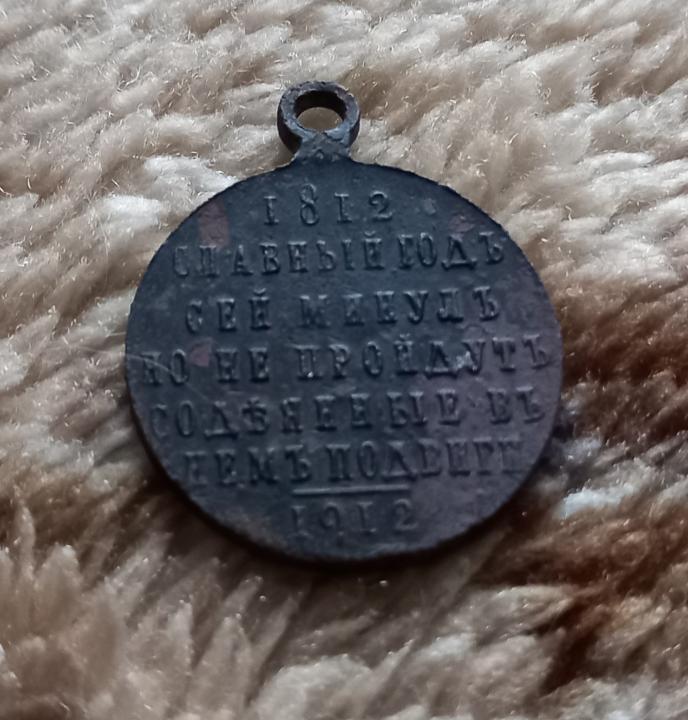 1812
СЛАВНЫЙ ГОДЪ
СЕЙ МИНУЛЪ
НО НЕ ПРОЙДУТЪ
СОДѢЯННЫЕ ВЪ
НЕМЪ ПОДВИГИ
1912